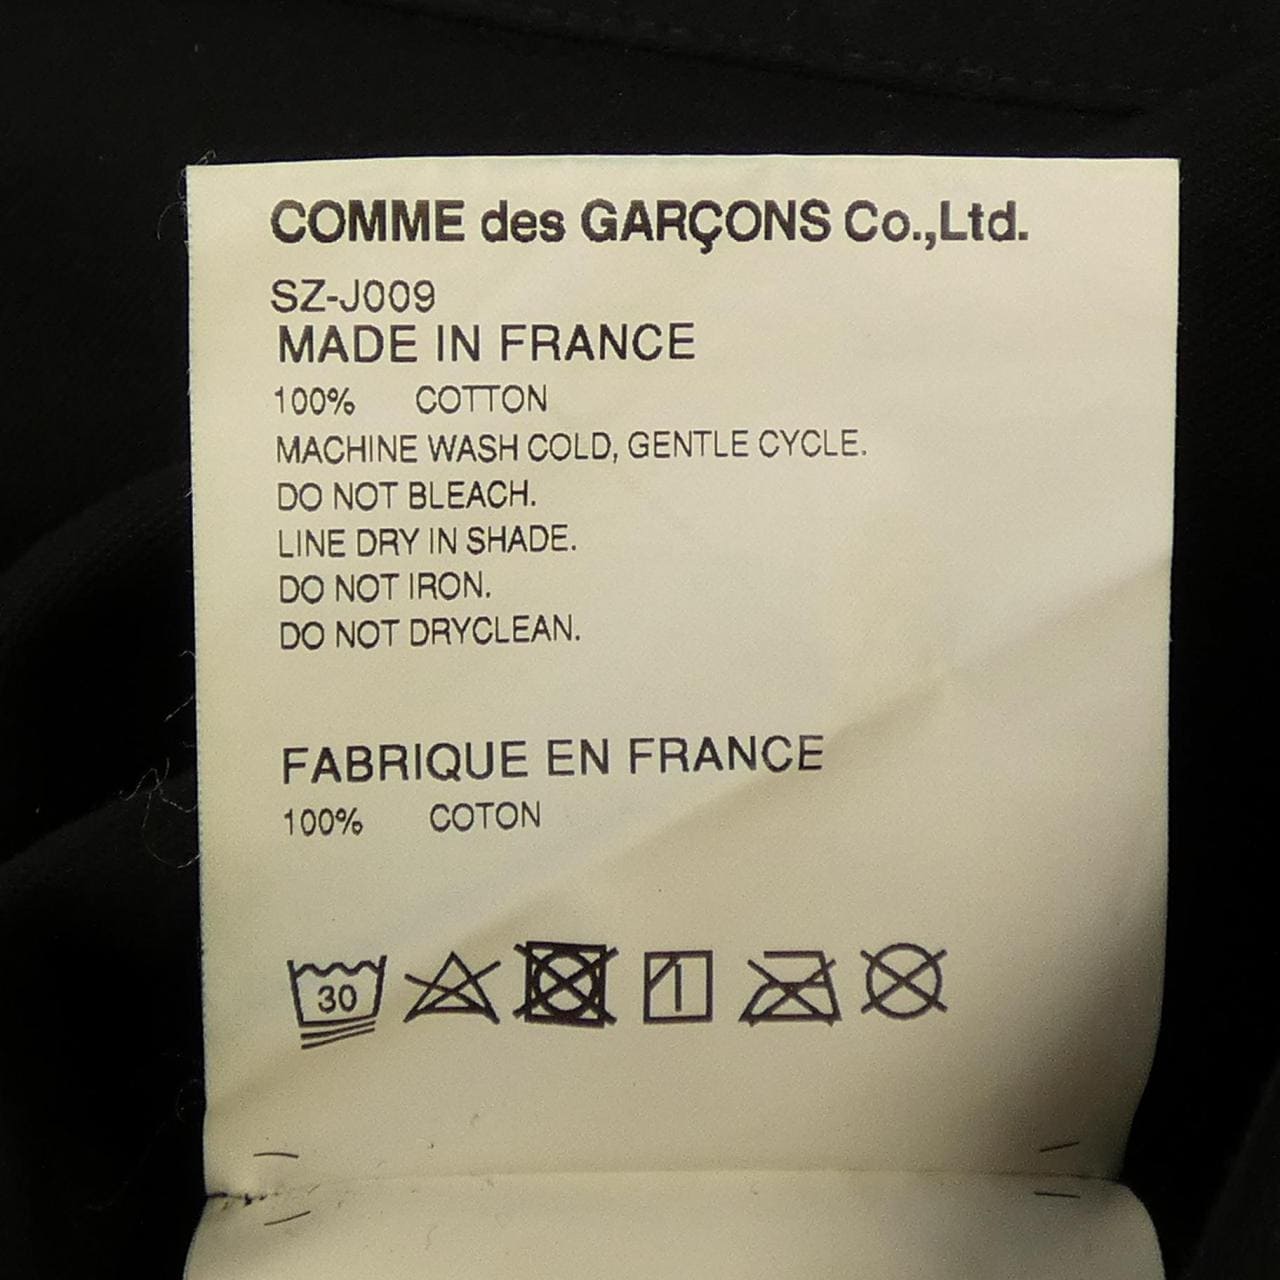 COMME des GARÇONS Co.,Ltd.
SZ-J009
MADE IN FRANCE
100% COTTON
MACHINE WASH COLD, GENTLE CYCLE.
DO NOT BLEACH.
LINE DRY IN SHADE.
DO NOT IRON.
DO NOT DRYCLEAN.
FABRIQUE EN FRANCE
100% COTON
30